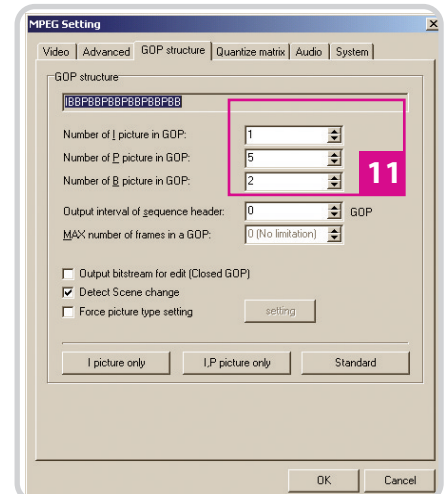 MPEG Setting
Video Advanced GOP structure Quantize matrix Audio System
GOP structure
IBBPBBPBBPBBPBBPBB
Number of I picture in GOP: 1
Number of P picture in GOP: 5
Number of B picture in GOP: 2
11
Output interval of sequence header: 0 GOP
MAX number of frames in a GOP: 0 (No limitation)
Output bitstream for edit (Closed GOP)
Detect Scene change
Force picture type setting setting
I picture only I,P picture only Standard
OK Cancel